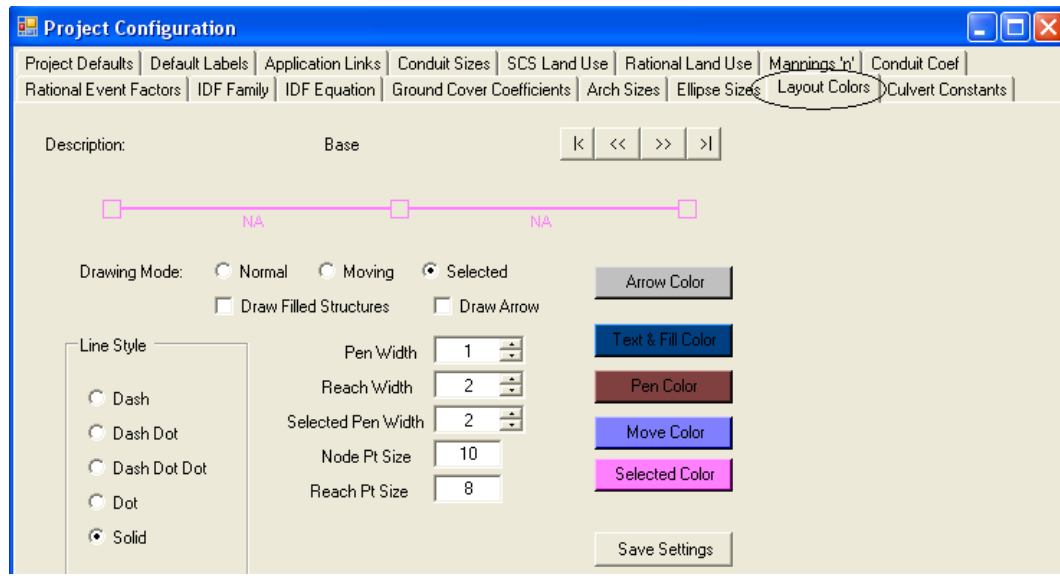 Project Configuration
Project Defaults Default Labels Application Links Conduit Sizes SCS Land Use Rational Land Use Mannings 'n' Conduit Coef
Rational Event Factors IDF Family IDF Equation Ground Cover Coefficients Arch Sizes Ellipse Sizes Layout Colors Culvert Constants
Description: Base |< << >> >|
NA NA
Drawing Mode: Normal Moving Selected
Arrow Color
Draw Filled Structures Draw Arrow
Line Style
Text & Fill Color
Pen Width 1
Reach Width 2
Pen Color
Dash
Selected Pen Width 2
Move Color
Dash Dot
Node Pt Size 10
Dash Dot Dot
Selected Color
Reach Pt Size 8
Dot
Solid
Save Settings